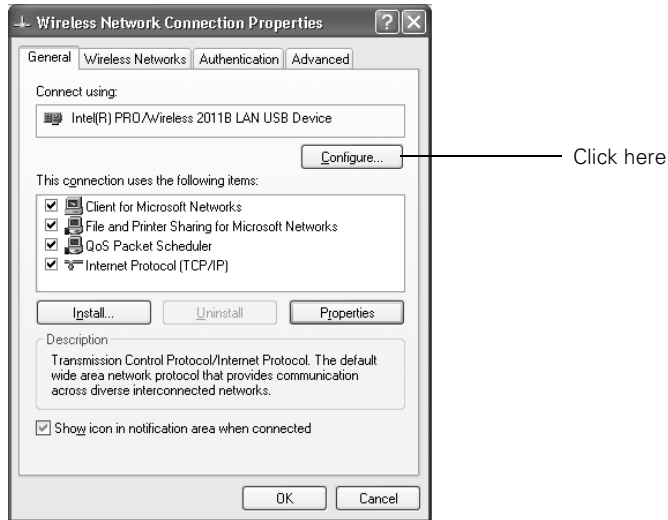 Wireless Network Connection Properties
General Wireless Networks Authentication Advanced
Connect using:
Intel(R) PRO/Wireless 2011B LAN USB Device
Configure...
Click here
This connection uses the following items:
Client for Microsoft Networks
File and Printer Sharing for Microsoft Networks
QoS Packet Scheduler
Internet Protocol (TCP/IP)
Install... Uninstall Properties
Description
Transmission Control Protocol/Internet Protocol. The default
wide area network protocol that provides communication
across diverse interconnected networks.
Show icon in notification area when connected
OK Cancel